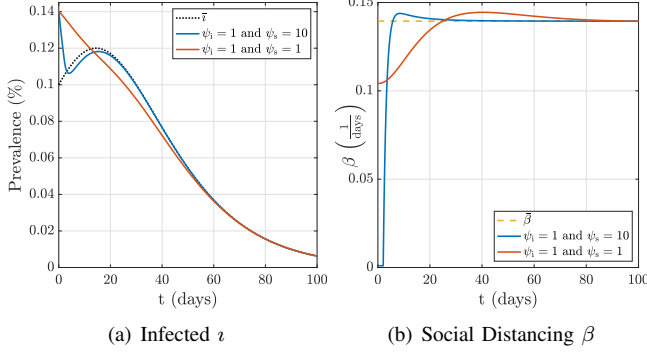 0.14
0.12
0.1
0.08
0.06
0.04
0.02
0
Prevalence (%)
0 20 40 60 80 100
t (days)
ī
ψi = 1 and ψs = 10
ψi = 1 and ψs = 1
(a) Infected ı
0.15
0.1
0.05
0
β (1/days)
0 20 40 60 80 100
t (days)
β̄
ψi = 1 and ψs = 10
ψi = 1 and ψs = 1
(b) Social Distancing β